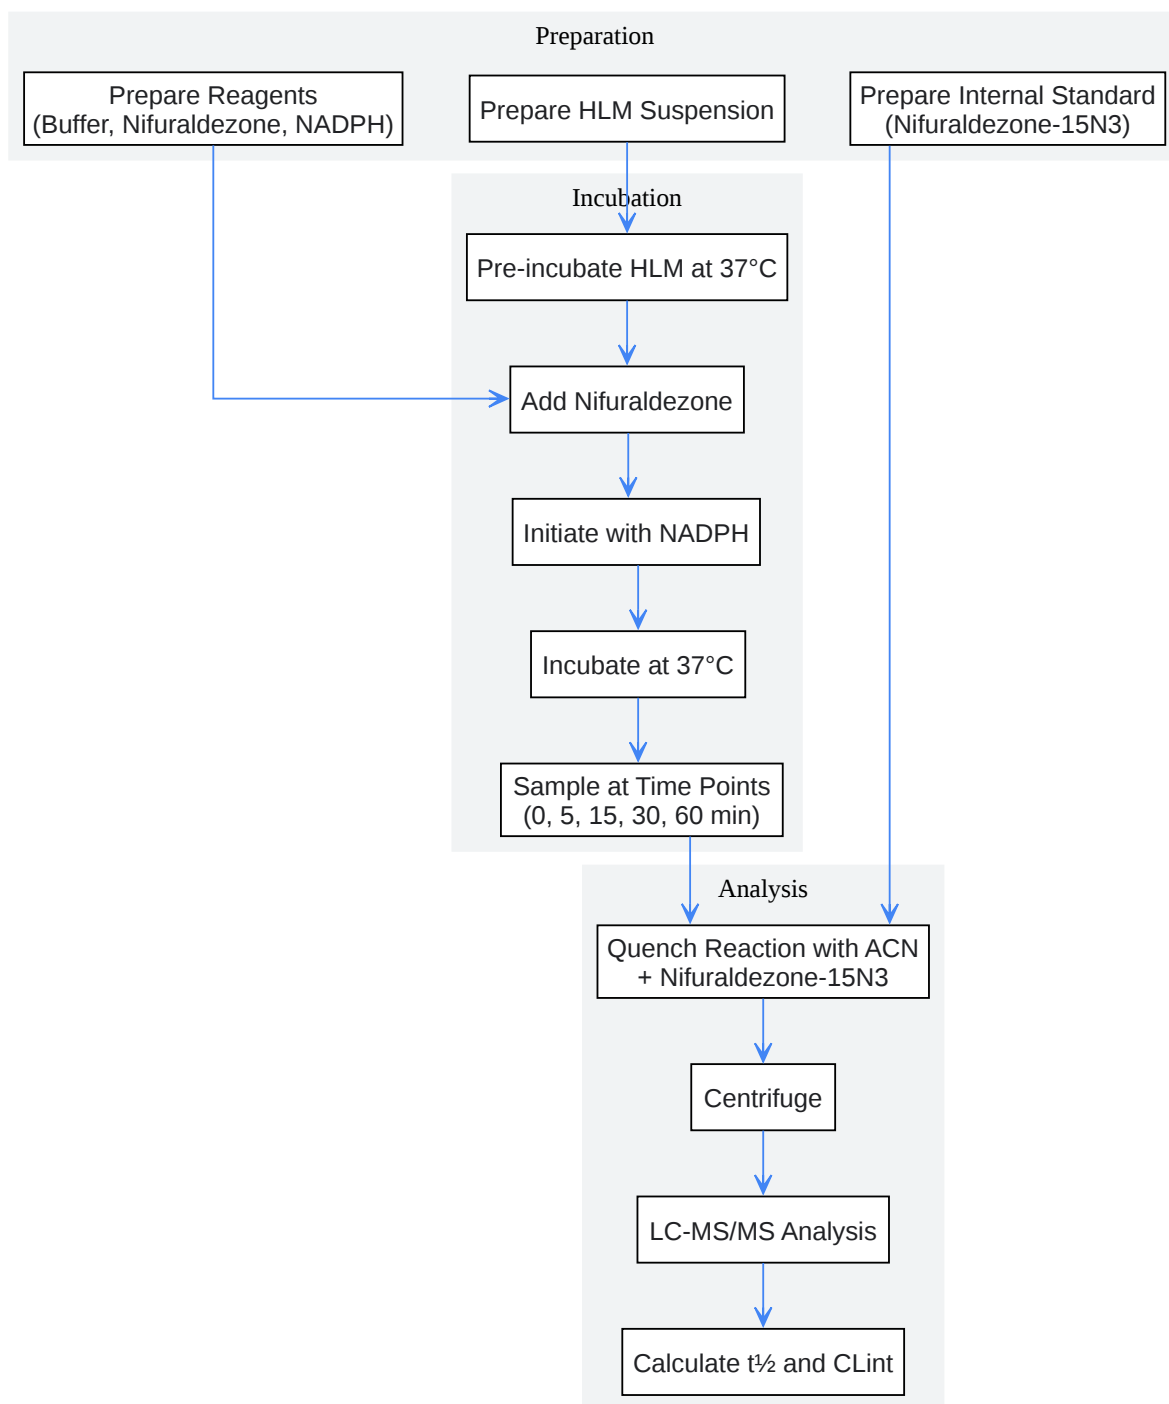 Preparation
Prepare Reagents
(Buffer, Nifuraldezone, NADPH)
Prepare HLM Suspension
Prepare Internal Standard
(Nifuraldezone-15N3)
Incubation
Pre-incubate HLM at 37°C
Add Nifuraldezone
Initiate with NADPH
Incubate at 37°C
Sample at Time Points
(0, 5, 15, 30, 60 min)
Analysis
Quench Reaction with ACN
+ Nifuraldezone-15N3
Centrifuge
LC-MS/MS Analysis
Calculate t½ and CLint